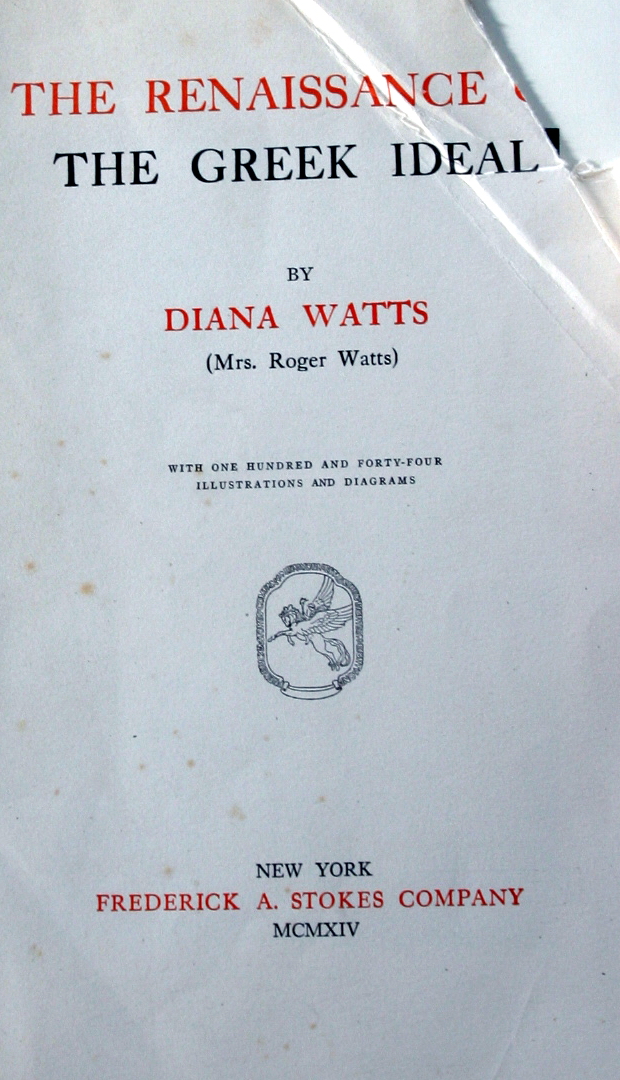 THE RENAISSANCE
THE GREEK IDEAL
BY
DIANA WATTS
(Mrs. Roger Watts)
WITH ONE HUNDRED AND FORTY-FOUR
ILLUSTRATIONS AND DIAGRAMS
NEW YORK
FREDERICK A. STOKES COMPANY
MCMXIV